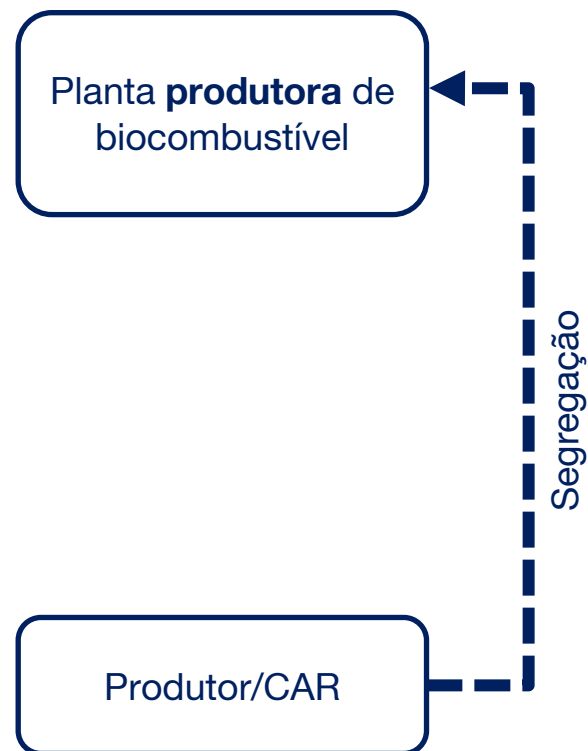 Planta produtora de
biocombustível
Segregação
Produtor/CAR